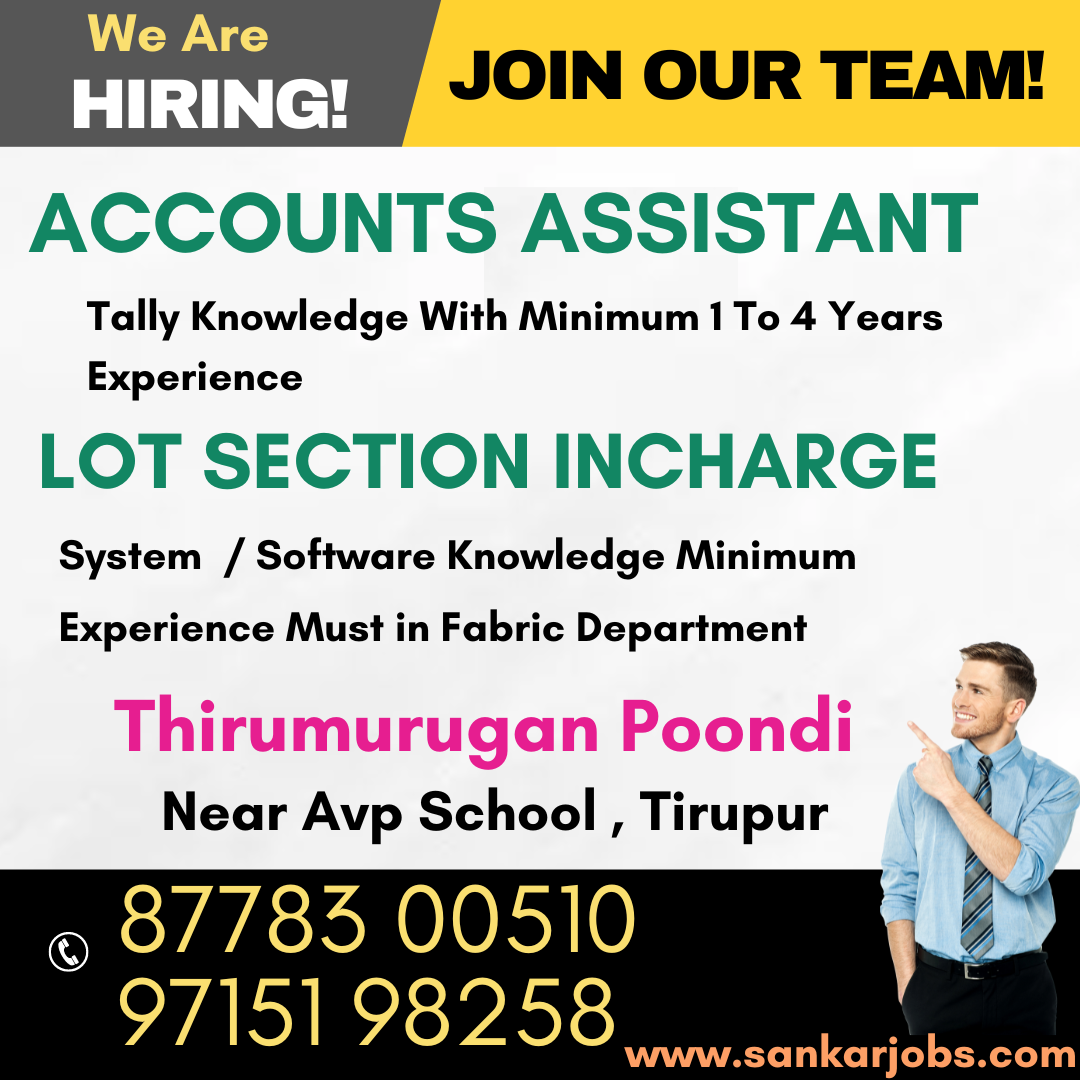 We Are
HIRING!
JOIN OUR TEAM!
ACCOUNTS ASSISTANT
Tally Knowledge With Minimum 1 To 4 Years
Experience
LOT SECTION INCHARGE
System / Software Knowledge Minimum
Experience Must in Fabric Department
Thirumurugan Poondi
Near Avp School , Tirupur
87783 00510
97151 98258
www.sankarjobs.com